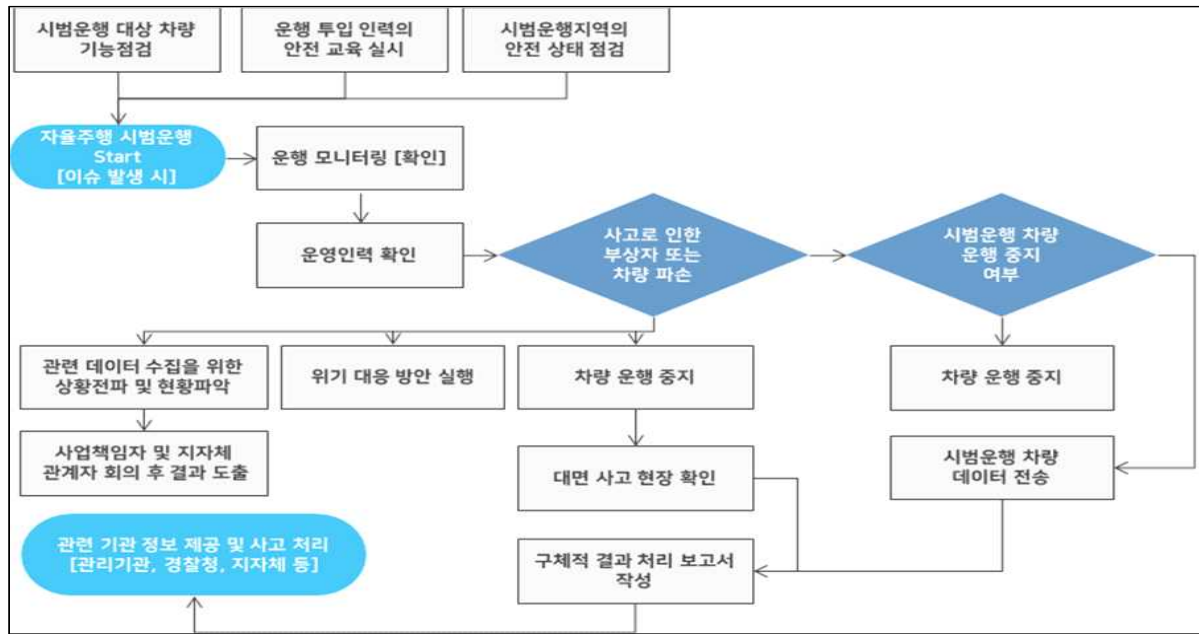 시범운행 대상 차량
기능점검
운행 투입 인력의
안전 교육 실시
시범운행지역의
안전 상태 점검
자율주행 시범운행
Start
[이슈 발생 시]
운행 모니터링 [확인]
운영인력 확인
사고로 인한
부상자 또는
차량 파손
시범운행 차량
운행 중지
여부
관련 데이터 수집을 위한
상황전파 및 현황파악
위기 대응 방안 실행
차량 운행 중지
차량 운행 중지
사업책임자 및 지자체
관계자 회의 후 결과 도출
대면 사고 현장 확인
시범운행 차량
데이터 전송
관련 기관 정보 제공 및 사고 처리
[관리기관, 경찰청, 지자체 등]
구체적 결과 처리 보고서
작성